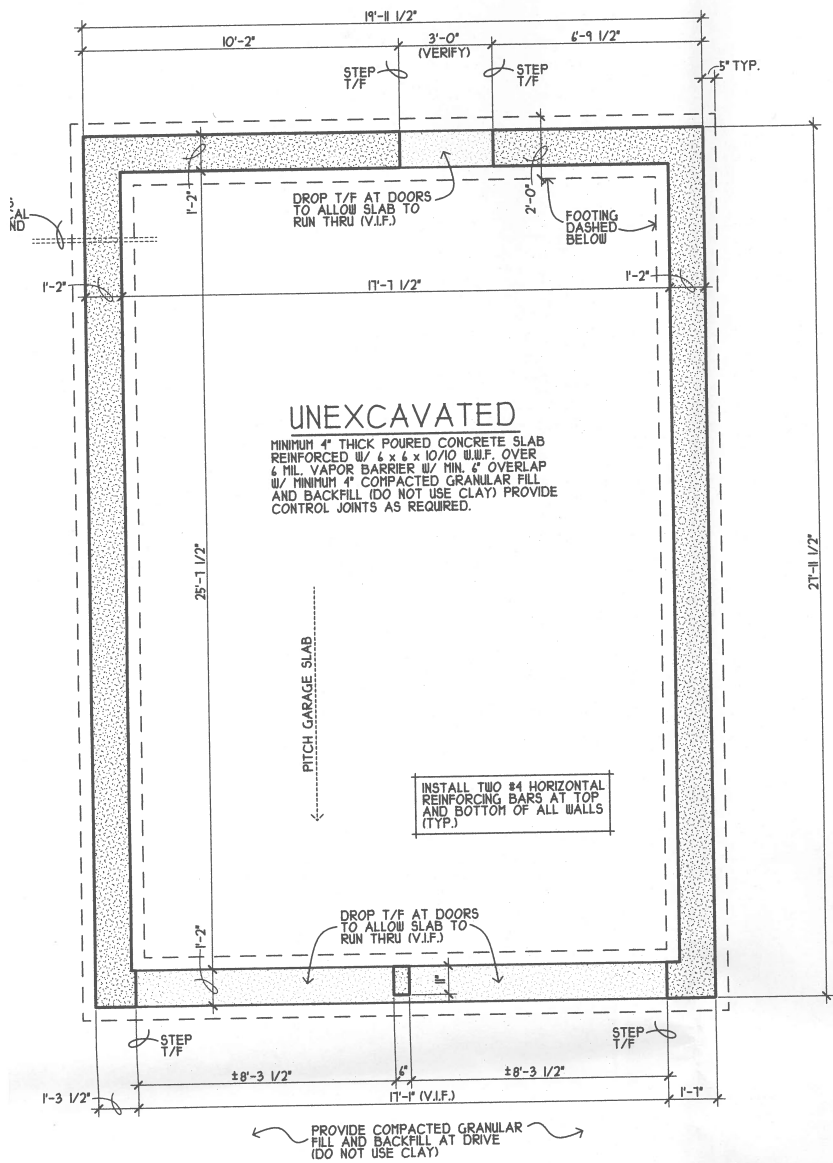 19'-11 1/2"
10'-2"
3'-0"
(VERIFY)
6'-9 1/2"
STEP
T/F
STEP
T/F
5" TYP.
1'-2"
DROP T/F AT DOORS
TO ALLOW SLAB TO
RUN THRU (V.I.F.)
2'-0"
FOOTING
DASHED
BELOW
1'-2"
17'-7 1/2"
1'-2"
UNEXCAVATED
MINIMUM 4" THICK POURED CONCRETE SLAB
REINFORCED W/ 6 x 6 x 10/10 W.W.F. OVER
6 MIL. VAPOR BARRIER W/ MIN. 6" OVERLAP
W/ MINIMUM 4" COMPACTED GRANULAR FILL
AND BACKFILL (DO NOT USE CLAY) PROVIDE
CONTROL JOINTS AS REQUIRED.
25'-7 1/2"
27'-11 1/2"
PITCH GARAGE SLAB
INSTALL TWO #4 HORIZONTAL
REINFORCING BARS AT TOP
AND BOTTOM OF ALL WALLS
(TYP.)
DROP T/F AT DOORS
TO ALLOW SLAB TO
RUN THRU (V.I.F.)
1'-2"
11"
STEP
T/F
STEP
T/F
±8'-3 1/2"
6"
±8'-3 1/2"
1'-3 1/2"
17'-1" (V.I.F.)
1'-7"
PROVIDE COMPACTED GRANULAR
FILL AND BACKFILL AT DRIVE
(DO NOT USE CLAY)